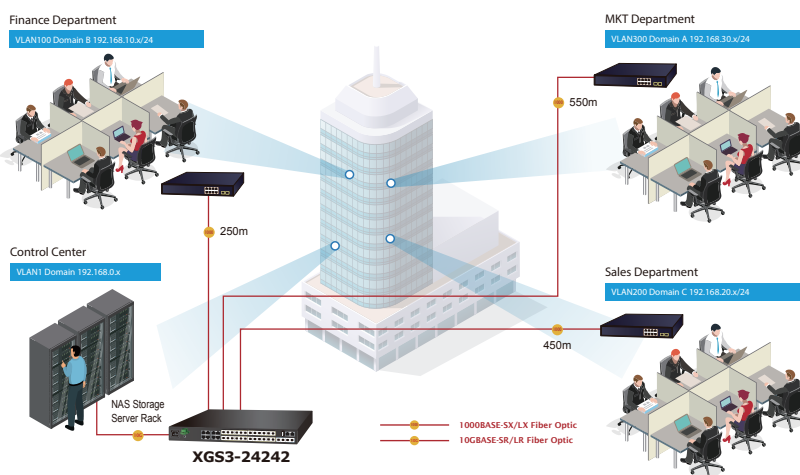 Finance Department
VLAN100 Domain B 192.168.10.x/24
MKT Department
VLAN300 Domain A 192.168.30.x/24
550m
250m
Control Center
VLAN1 Domain 192.168.0.x
Sales Department
VLAN200 Domain C 192.168.20.x/24
450m
NAS Storage
Server Rack
XGS3-24242
1000BASE-SX/LX Fiber Optic
10GBASE-SR/LR Fiber Optic